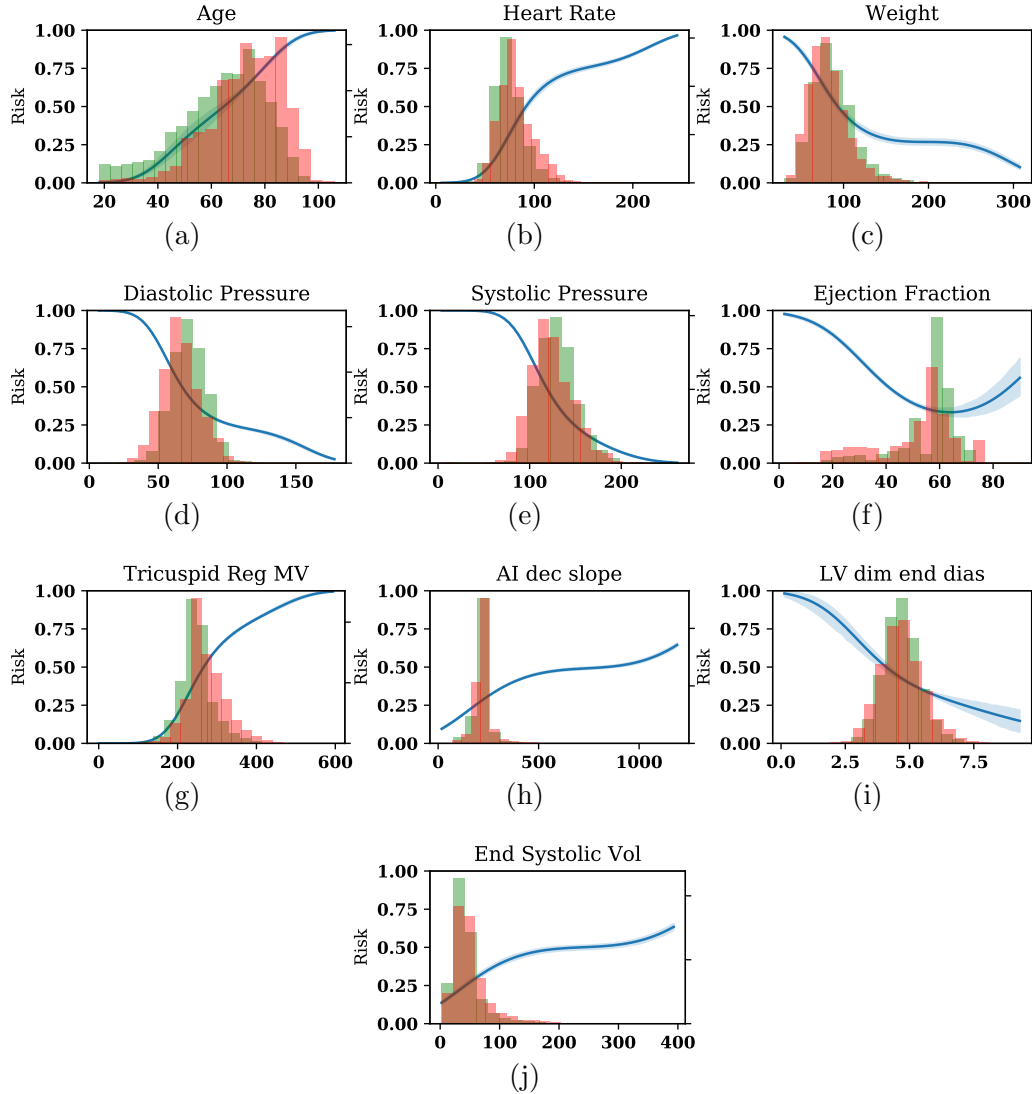 Age
Heart Rate
Weight
Risk
1.00
0.75
0.50
0.25
0.00
20 40 60 80 100
Risk
1.00
0.75
0.50
0.25
0.00
0 100 200
Risk
1.00
0.75
0.50
0.25
0.00
100 200 300
(a)
(b)
(c)
Diastolic Pressure
Systolic Pressure
Ejection Fraction
Risk
1.00
0.75
0.50
0.25
0.00
0 50 100 150
Risk
1.00
0.75
0.50
0.25
0.00
0 100 200
Risk
1.00
0.75
0.50
0.25
0.00
0 20 40 60 80
(d)
(e)
(f)
Tricuspid Reg MV
AI dec slope
LV dim end dias
Risk
1.00
0.75
0.50
0.25
0.00
0 200 400 600
Risk
1.00
0.75
0.50
0.25
0.00
0 500 1000
Risk
1.00
0.75
0.50
0.25
0.00
0.0 2.5 5.0 7.5
(g)
(h)
(i)
End Systolic Vol
Risk
1.00
0.75
0.50
0.25
0.00
0 100 200 300 400
(j)